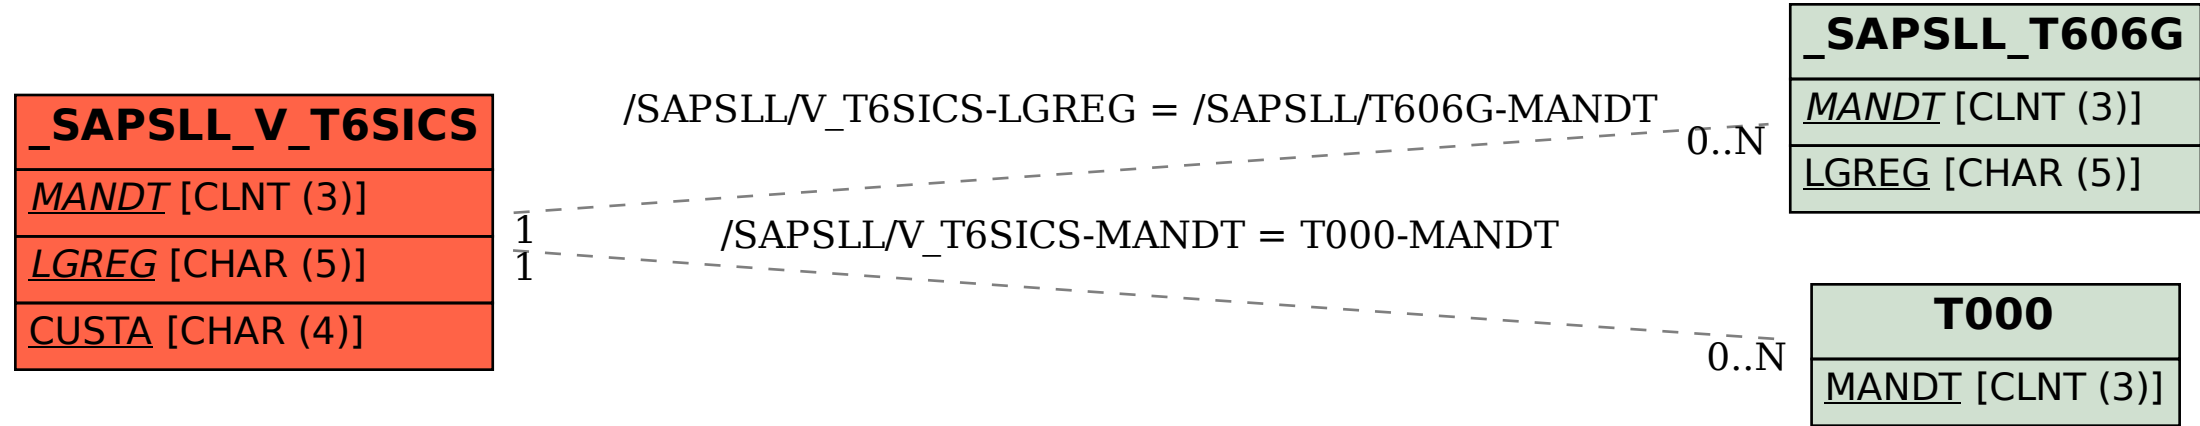 _SAPSLL_V_T6SICS
MANDT [CLNT (3)]
LGREG [CHAR (5)]
CUSTA [CHAR (4)]
/SAPSLL/V_T6SICS-LGREG = /SAPSLL/T606G-MANDT
1
0..N
/SAPSLL/V_T6SICS-MANDT = T000-MANDT
1
0..N
_SAPSLL_T606G
MANDT [CLNT (3)]
LGREG [CHAR (5)]
T000
MANDT [CLNT (3)]